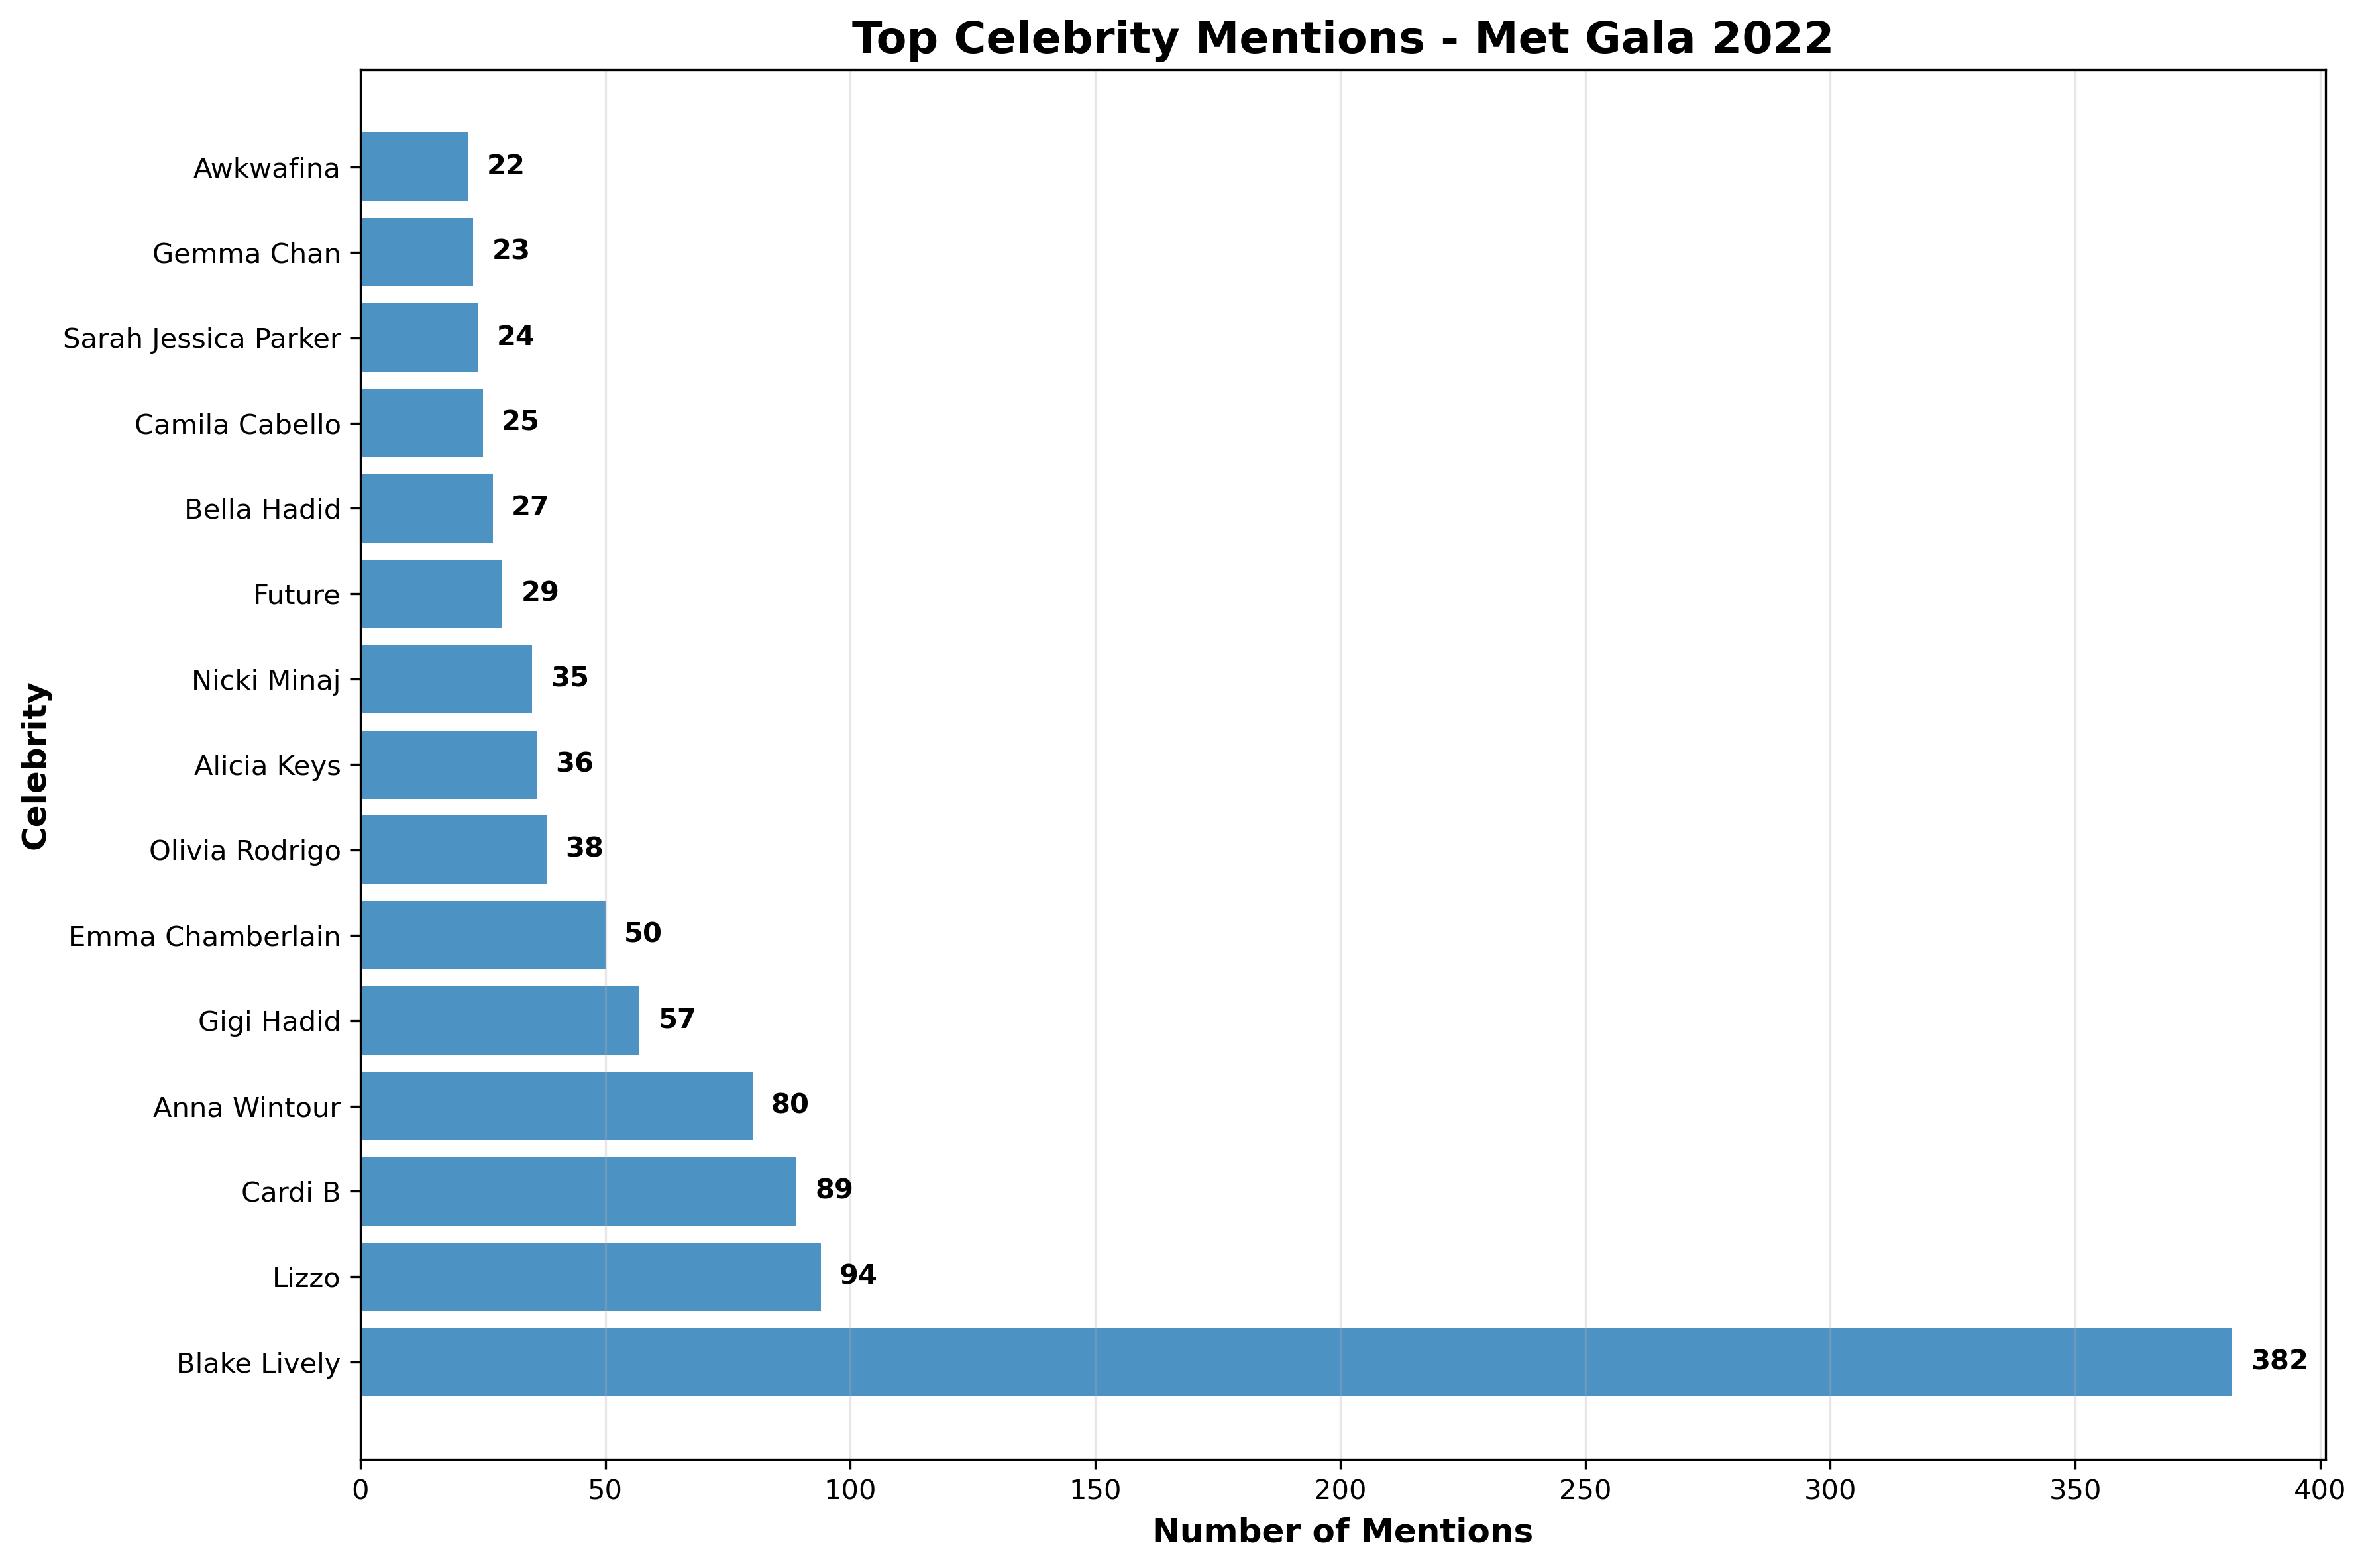 Top Celebrity Mentions - Met Gala 2022
Celebrity
Awkwafina 22
Gemma Chan 23
Sarah Jessica Parker 24
Camila Cabello 25
Bella Hadid 27
Future 29
Nicki Minaj 35
Alicia Keys 36
Olivia Rodrigo 38
Emma Chamberlain 50
Gigi Hadid 57
Anna Wintour 80
Cardi B 89
Lizzo 94
Blake Lively 382
0 50 100 150 200 250 300 350 400
Number of Mentions